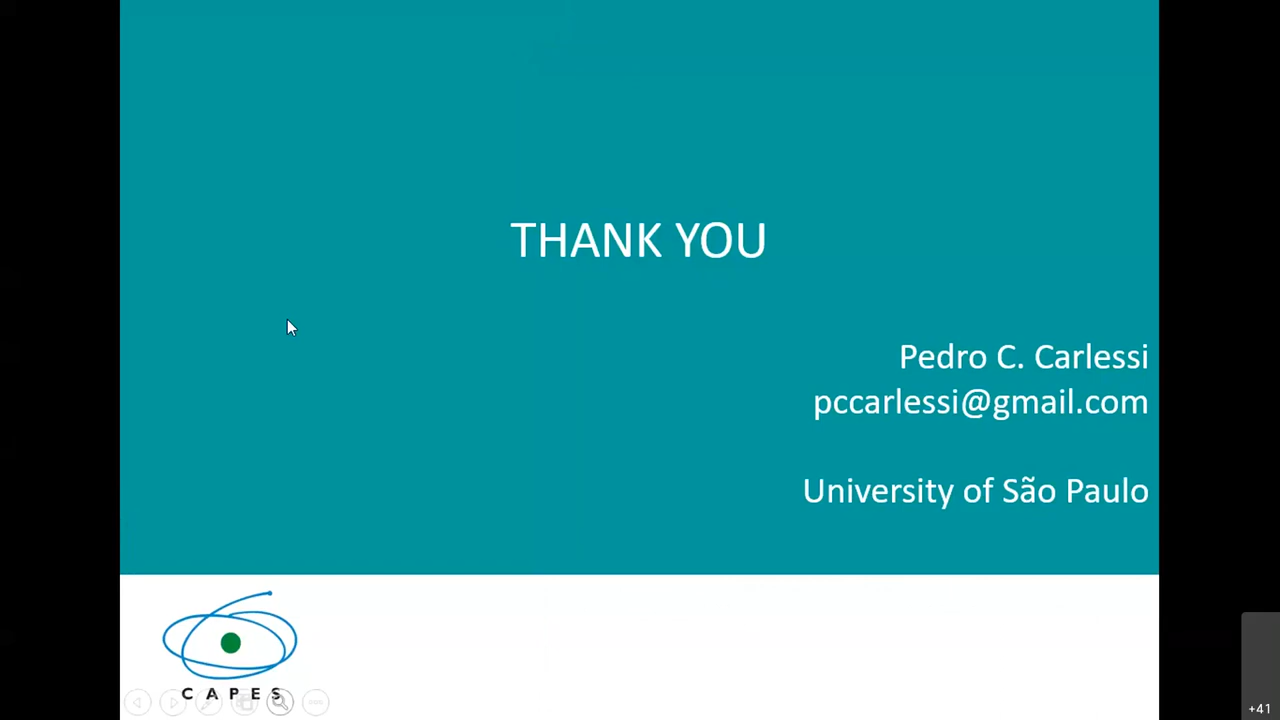 THANK YOU
Pedro C. Carlessi
pccarlessi@gmail.com
University of São Paulo
CAPES
+41